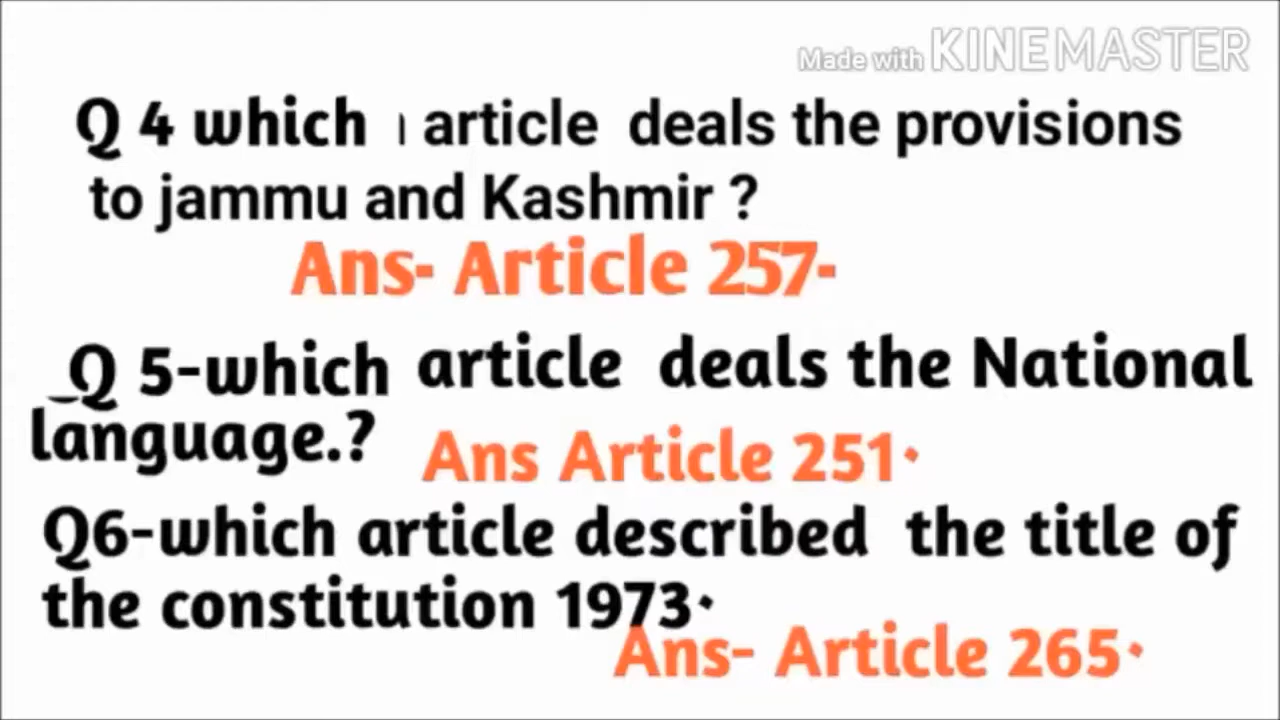 Made with KINEMASTER
Q 4 which ı article deals the provisions
to jammu and Kashmir ?
Ans- Article 257-
_Q 5-which article deals the National
language.?
Ans Article 251·
Q6-which article described the title of
the constitution 1973·
Ans- Article 265·